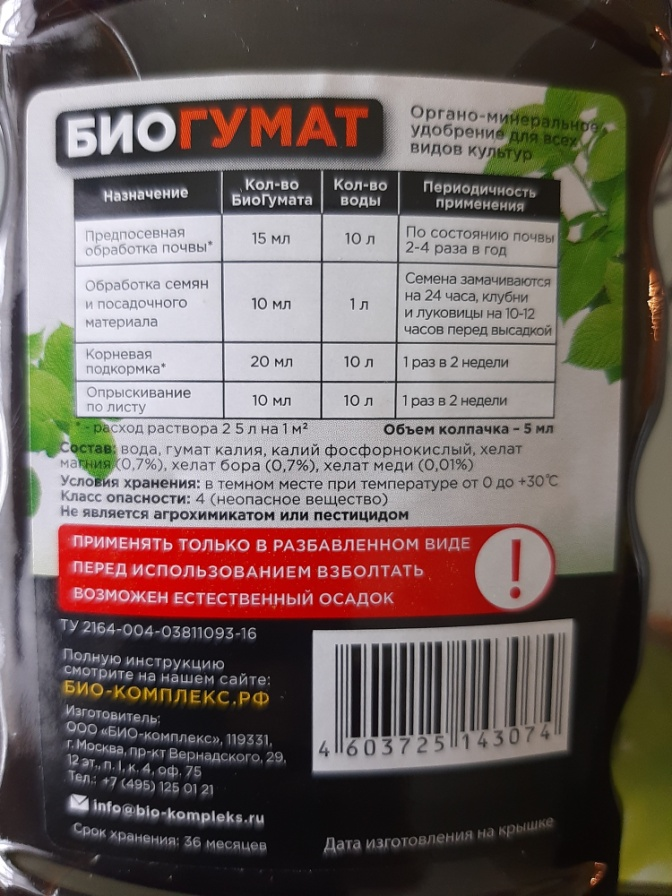 БИОГУМАТ
Органо-минеральное
удобрение для всех
видов культур
Назначение
Кол-во
БиоГумата
Кол-во
воды
Периодичность
применения
Предпосевная
обработка почвы*
15 мл
10 л
По состоянию почвы
2-4 раза в год
Обработка семян
и посадочного
материала
10 мл
1 л
Семена замачиваются
на 24 часа, клубни
и луковицы на 10-12
часов перед высадкой
Корневая
подкормка*
20 мл
10 л
1 раз в 2 недели
Опрыскивание
по листу
10 мл
10 л
1 раз в 2 недели
* - расход раствора 2 5 л на 1 м² Объем колпачка – 5 мл
Состав: вода, гумат калия, калий фосфорнокислый, хелат
магния (0,7%), хелат бора (0,7%), хелат меди (0,01%)
Условия хранения: в темном месте при температуре от 0 до +30°С
Класс опасности: 4 (неопасное вещество)
Не является агрохимикатом или пестицидом
ПРИМЕНЯТЬ ТОЛЬКО В РАЗБАВЛЕННОМ ВИДЕ
ПЕРЕД ИСПОЛЬЗОВАНИЕМ ВЗБОЛТАТЬ
ВОЗМОЖЕН ЕСТЕСТВЕННЫЙ ОСАДОК
!
ТУ 2164-004-03811093-16
Полную инструкцию
смотрите на нашем сайте:
БИО-КОМПЛЕКС.РФ
Изготовитель:
ООО «БИО-комплекс», 119331,
г. Москва, пр-кт Вернадского, 29,
12 эт., п. I, к. 4, оф. 75
Тел.: +7 (495) 125 01 21
info@bio-kompleks.ru
Срок хранения: 36 месяцев
4 603725 143074
Дата изготовления на крышке